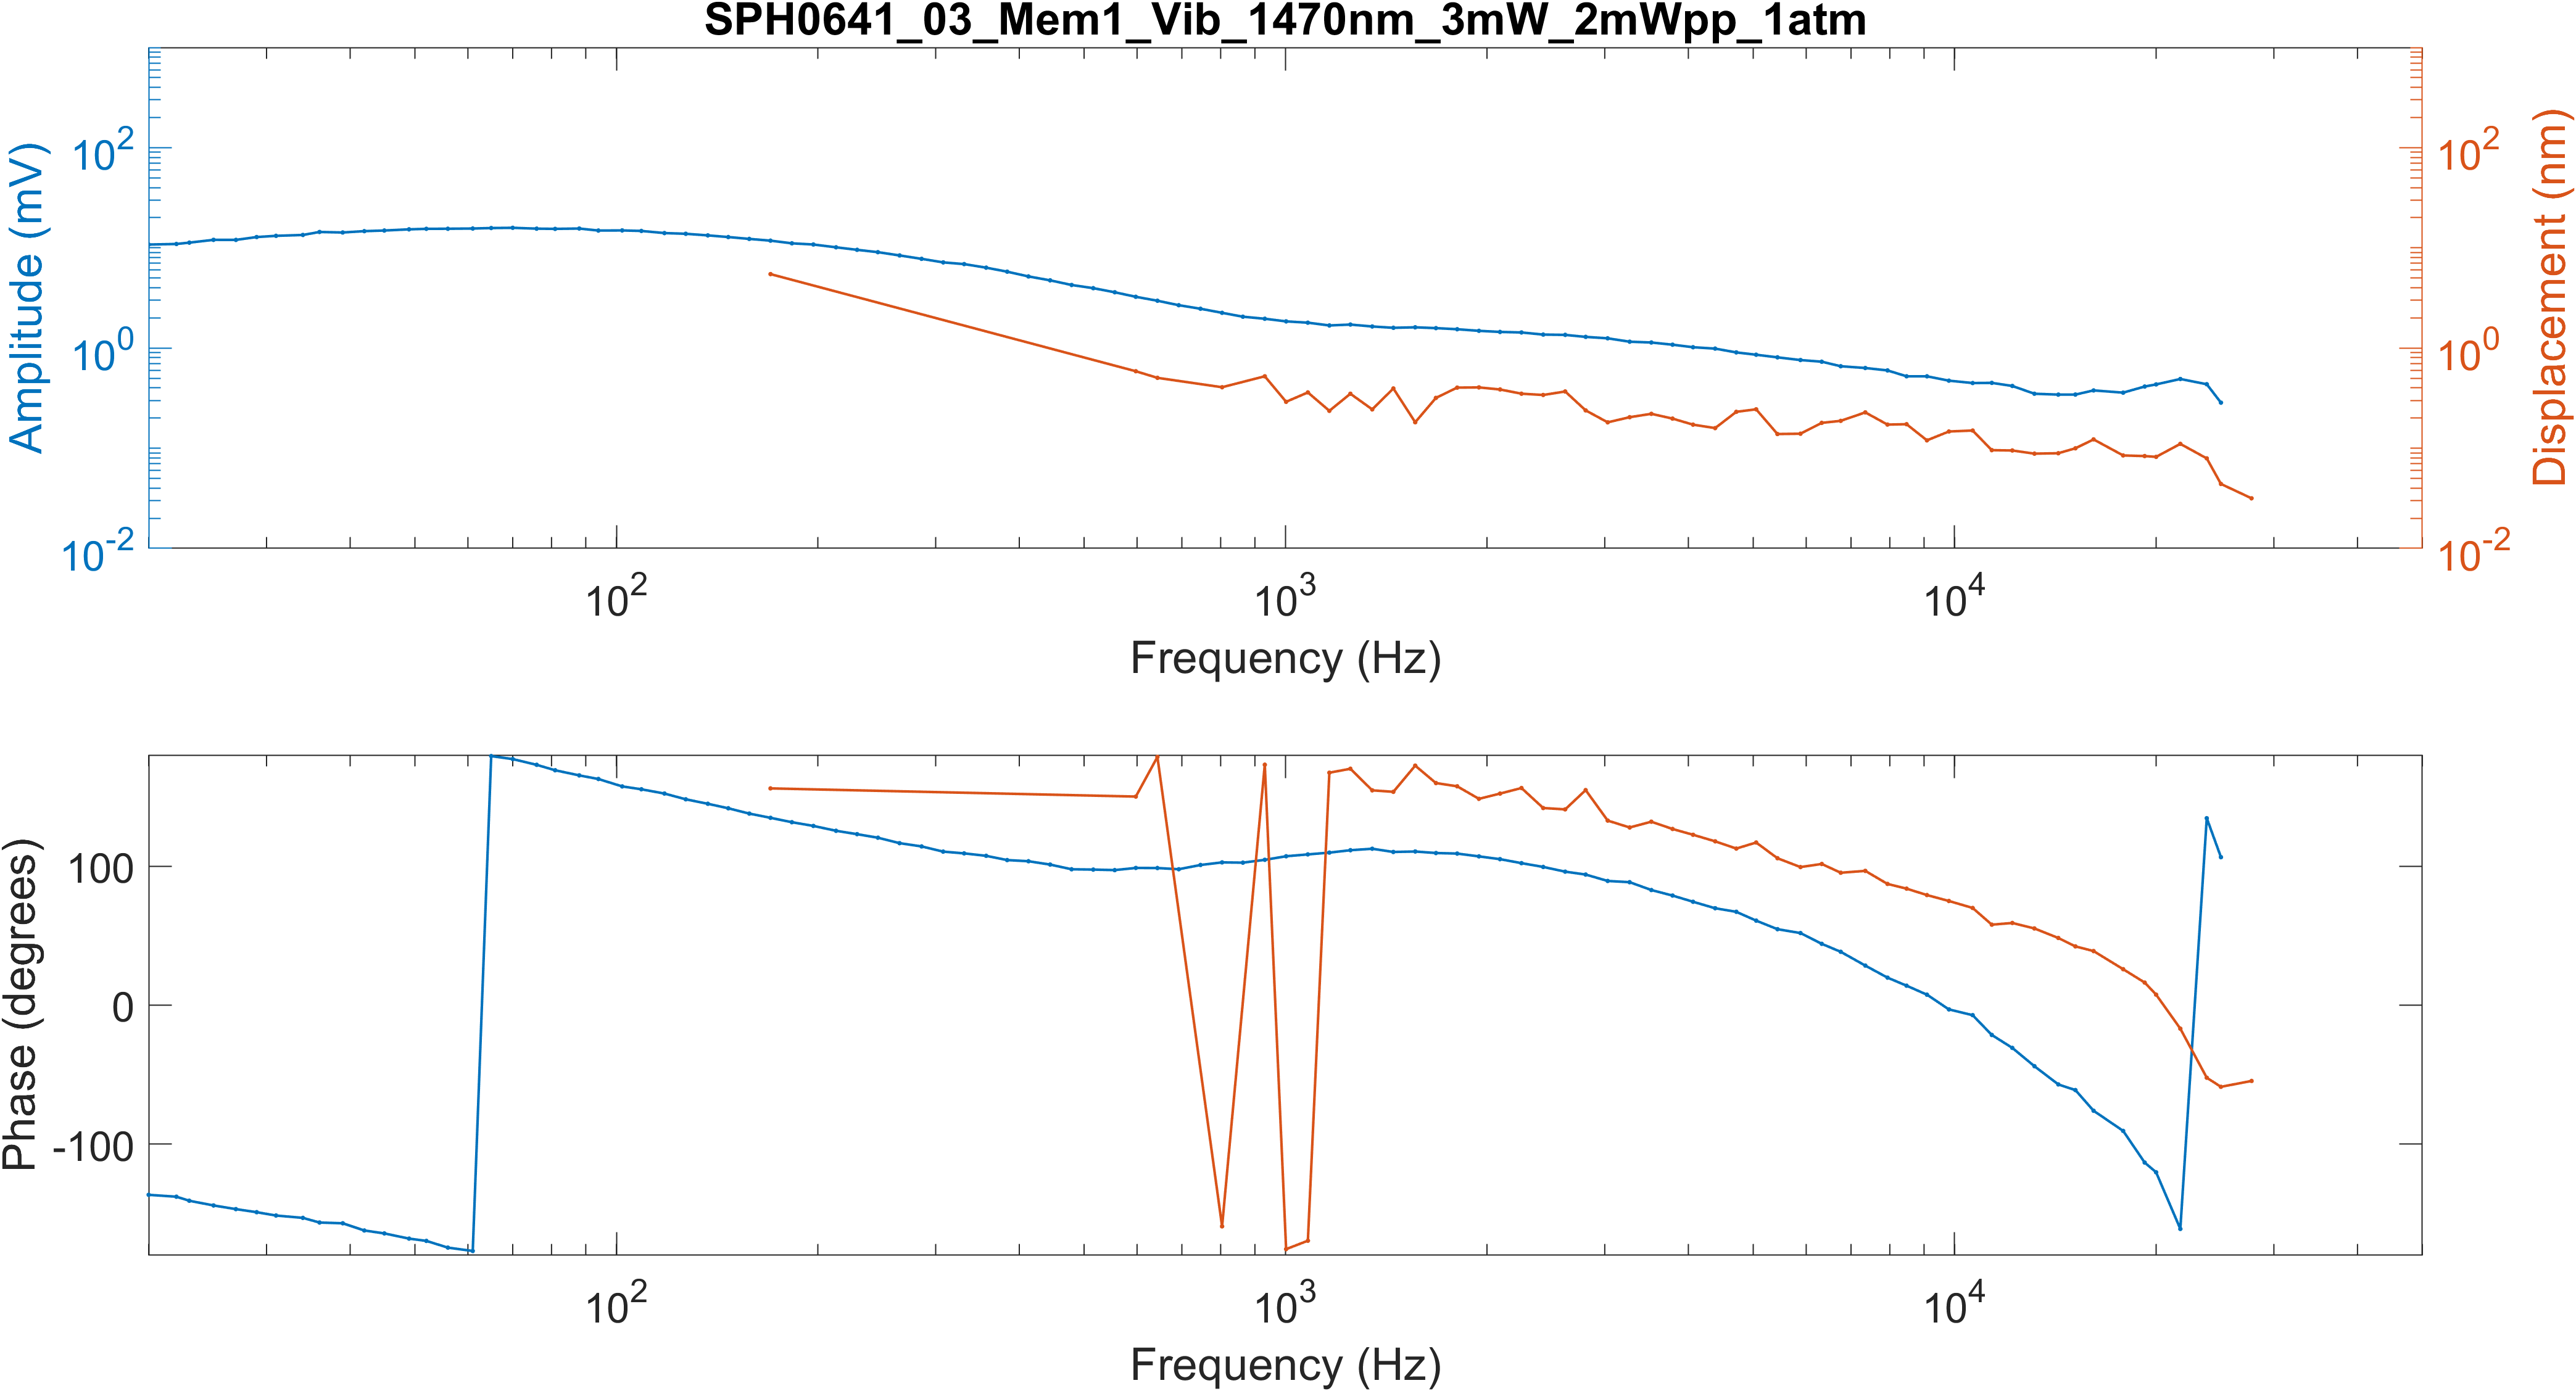 SPH0641_03_Mem1_Vib_1470nm_3mW_2mWpp_1atm
Amplitude (mV)
10^2
10^0
10^-2
10^2
10^0
10^-2
Displacement (nm)
10^2
10^3
10^4
Frequency (Hz)
Phase (degrees)
100
0
-100
10^2
10^3
10^4
Frequency (Hz)